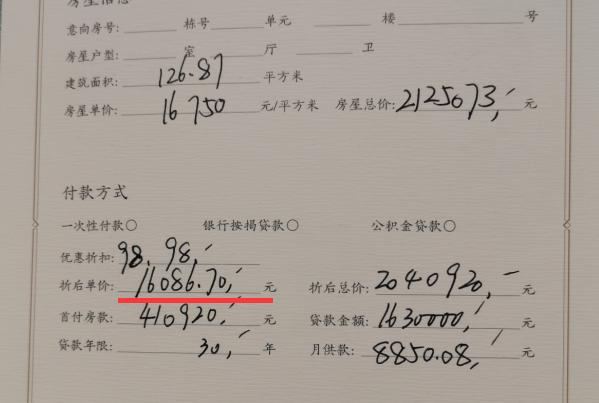 房屋信息
意向房号: 栋号 单元 楼 号
房屋户型: 室 厅 卫
建筑面积: 126.87 平方米
房屋单价: 16750 元/平方米 房屋总价: 2125073, 元
付款方式
一次性付款○ 银行按揭贷款○ 公积金贷款○
优惠折扣: 98. 98,
折后单价: 16086.70, 元 折后总价: 2040920, 元
首付房款: 410920, 元 贷款金额: 1630000, 元
贷款年限: 30, 年 月供款: 8850.08, 元